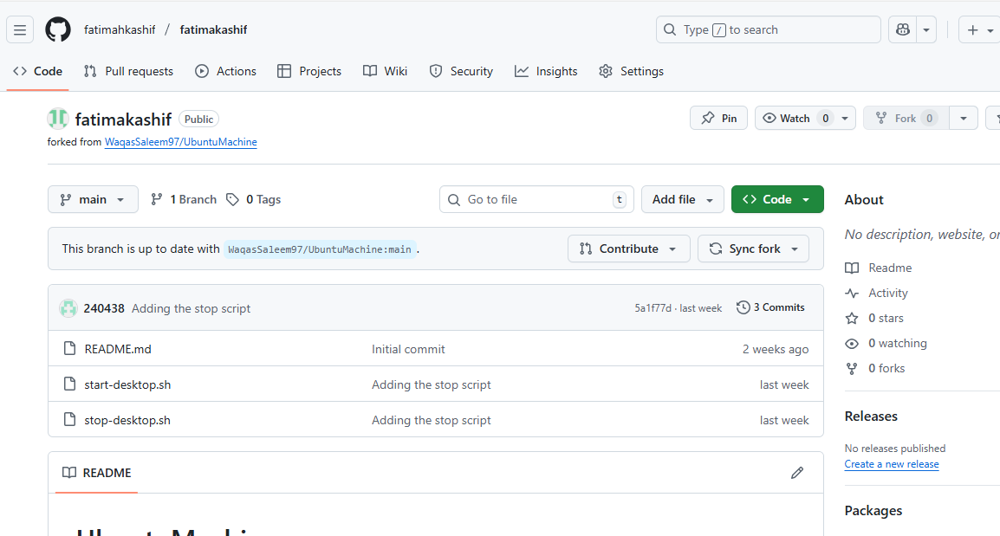 fatimahkashif / fatimakashif
Type / to search
Code Pull requests Actions Projects Wiki Security Insights Settings
fatimakashif Public
Pin Watch 0 Fork 0
forked from WaqasSaleem97/UbuntuMachine
main 1 Branch 0 Tags
Go to file t Add file Code
This branch is up to date with WaqasSaleem97/UbuntuMachine:main .
Contribute Sync fork
240438 Adding the stop script 5a1f77d · last week 3 Commits
README.md Initial commit 2 weeks ago
start-desktop.sh Adding the stop script last week
stop-desktop.sh Adding the stop script last week
README
About
No description, website, or
Readme
Activity
0 stars
0 watching
0 forks
Releases
No releases published
Create a new release
Packages